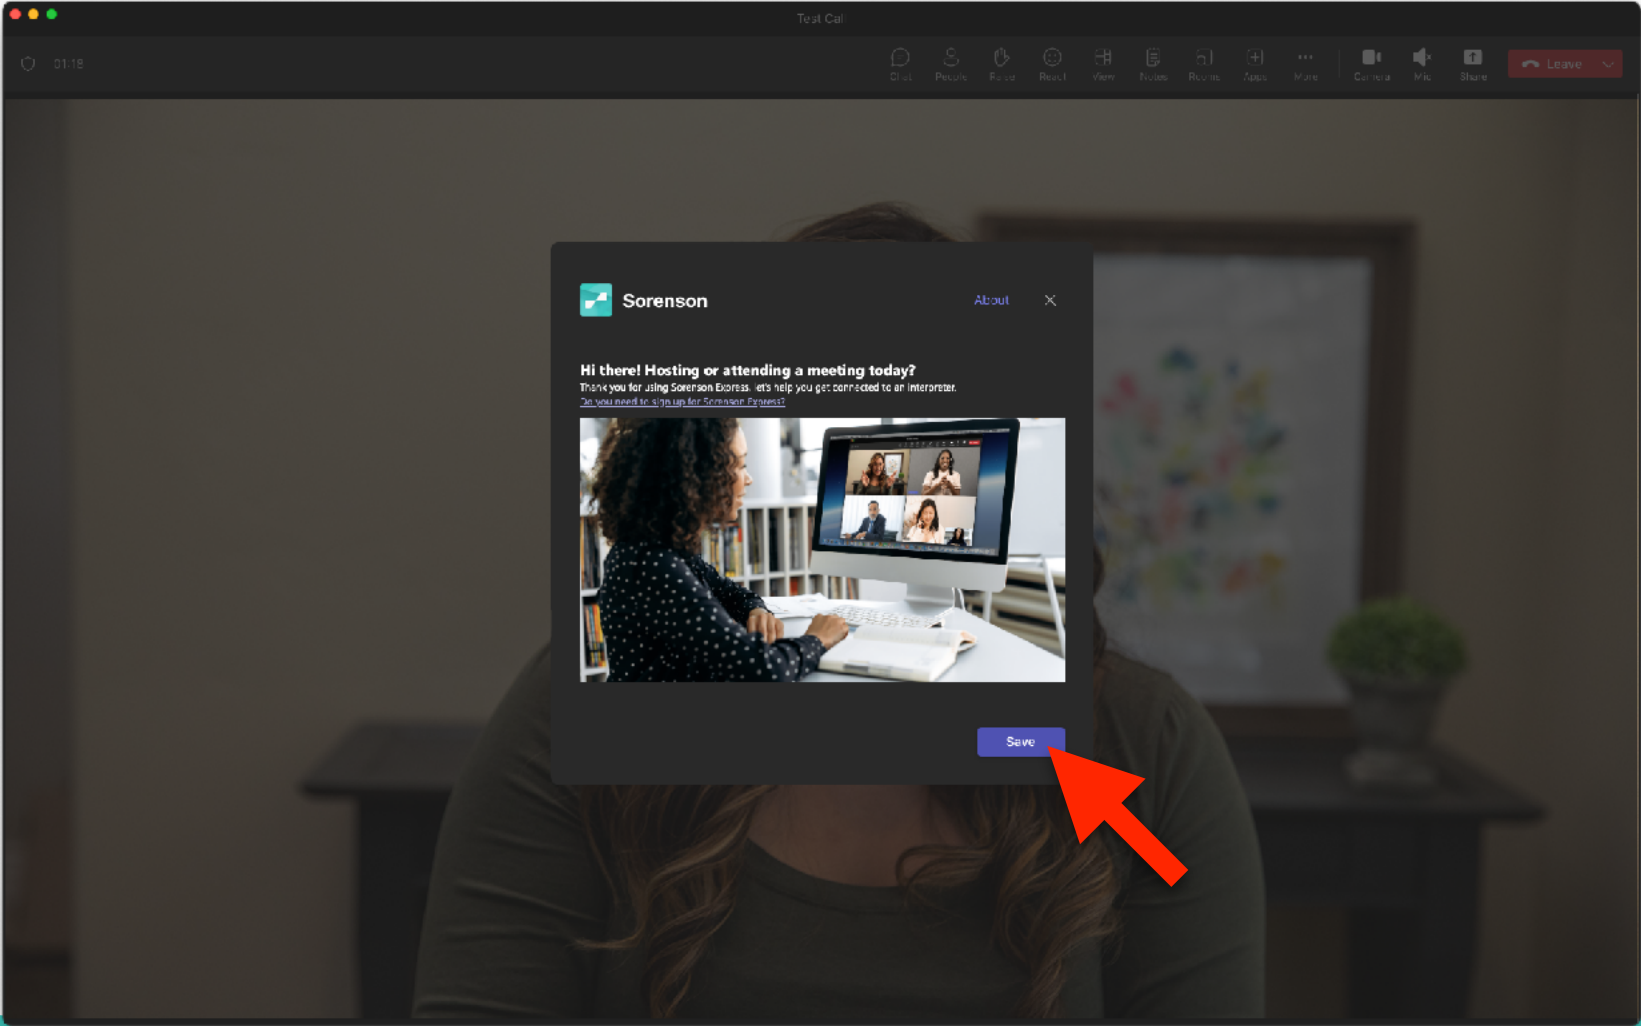 Test Call
01:18
Chat People Raise React View Notes Rooms Apps More Camera Mic Share Leave
Sorenson
About
Hi there! Hosting or attending a meeting today?
Thank you for using Sorenson Express, let's help you get connected to an interpreter.
Do you need to sign up for Sorenson Express?
Save